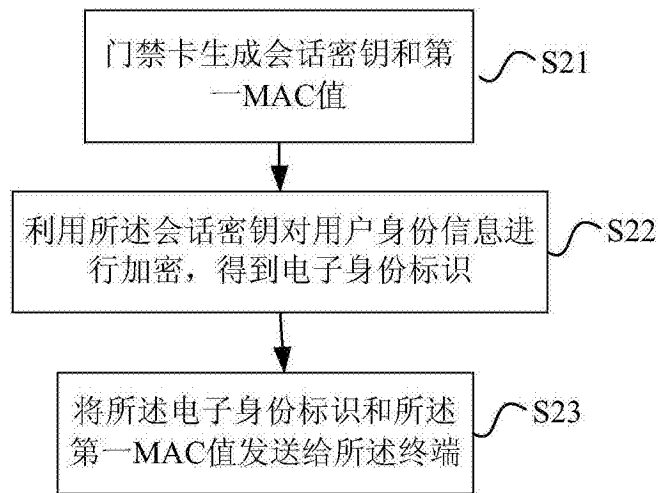 门禁卡生成会话密钥和第
一MAC值
S21
利用所述会话密钥对用户身份信息进
行加密，得到电子身份标识
S22
将所述电子身份标识和所述
第一MAC值发送给所述终端
S23